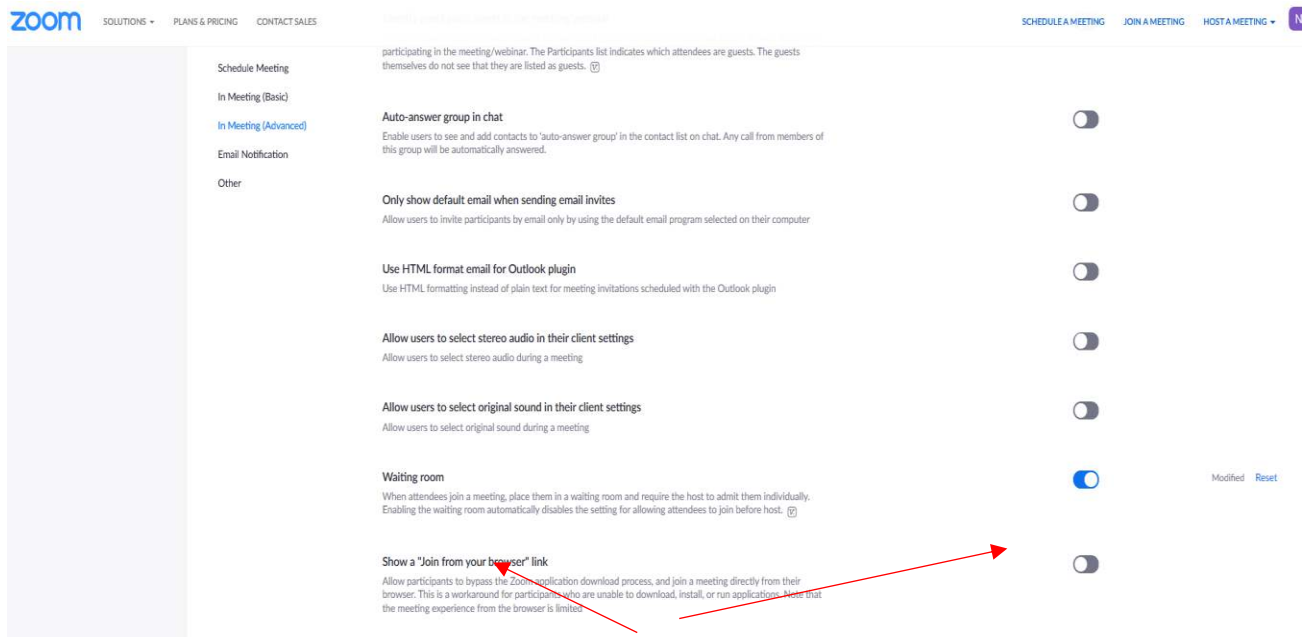 zoom SOLUTIONS PLANS & PRICING CONTACT SALES SCHEDULE A MEETING JOIN A MEETING HOST A MEETING N
participating in the meeting/webinar. The Participants list indicates which attendees are guests. The guests
themselves do not see that they are listed as guests.
Schedule Meeting
In Meeting (Basic)
In Meeting (Advanced)
Email Notification
Other
Auto-answer group in chat
Enable users to see and add contacts to 'auto-answer group' in the contact list on chat. Any call from members of
this group will be automatically answered.
Only show default email when sending email invites
Allow users to invite participants by email only by using the default email program selected on their computer
Use HTML format email for Outlook plugin
Use HTML formatting instead of plain text for meeting invitations scheduled with the Outlook plugin
Allow users to select stereo audio in their client settings
Allow users to select stereo audio during a meeting
Allow users to select original sound in their client settings
Allow users to select original sound during a meeting
Waiting room
Modified Reset
When attendees join a meeting, place them in a waiting room and require the host to admit them individually.
Enabling the waiting room automatically disables the setting for allowing attendees to join before host.
Show a "Join from your browser" link
Allow participants to bypass the Zoom application download process, and join a meeting directly from their
browser. This is a workaround for participants who are unable to download, install, or run applications. Note that
the meeting experience from the browser is limited